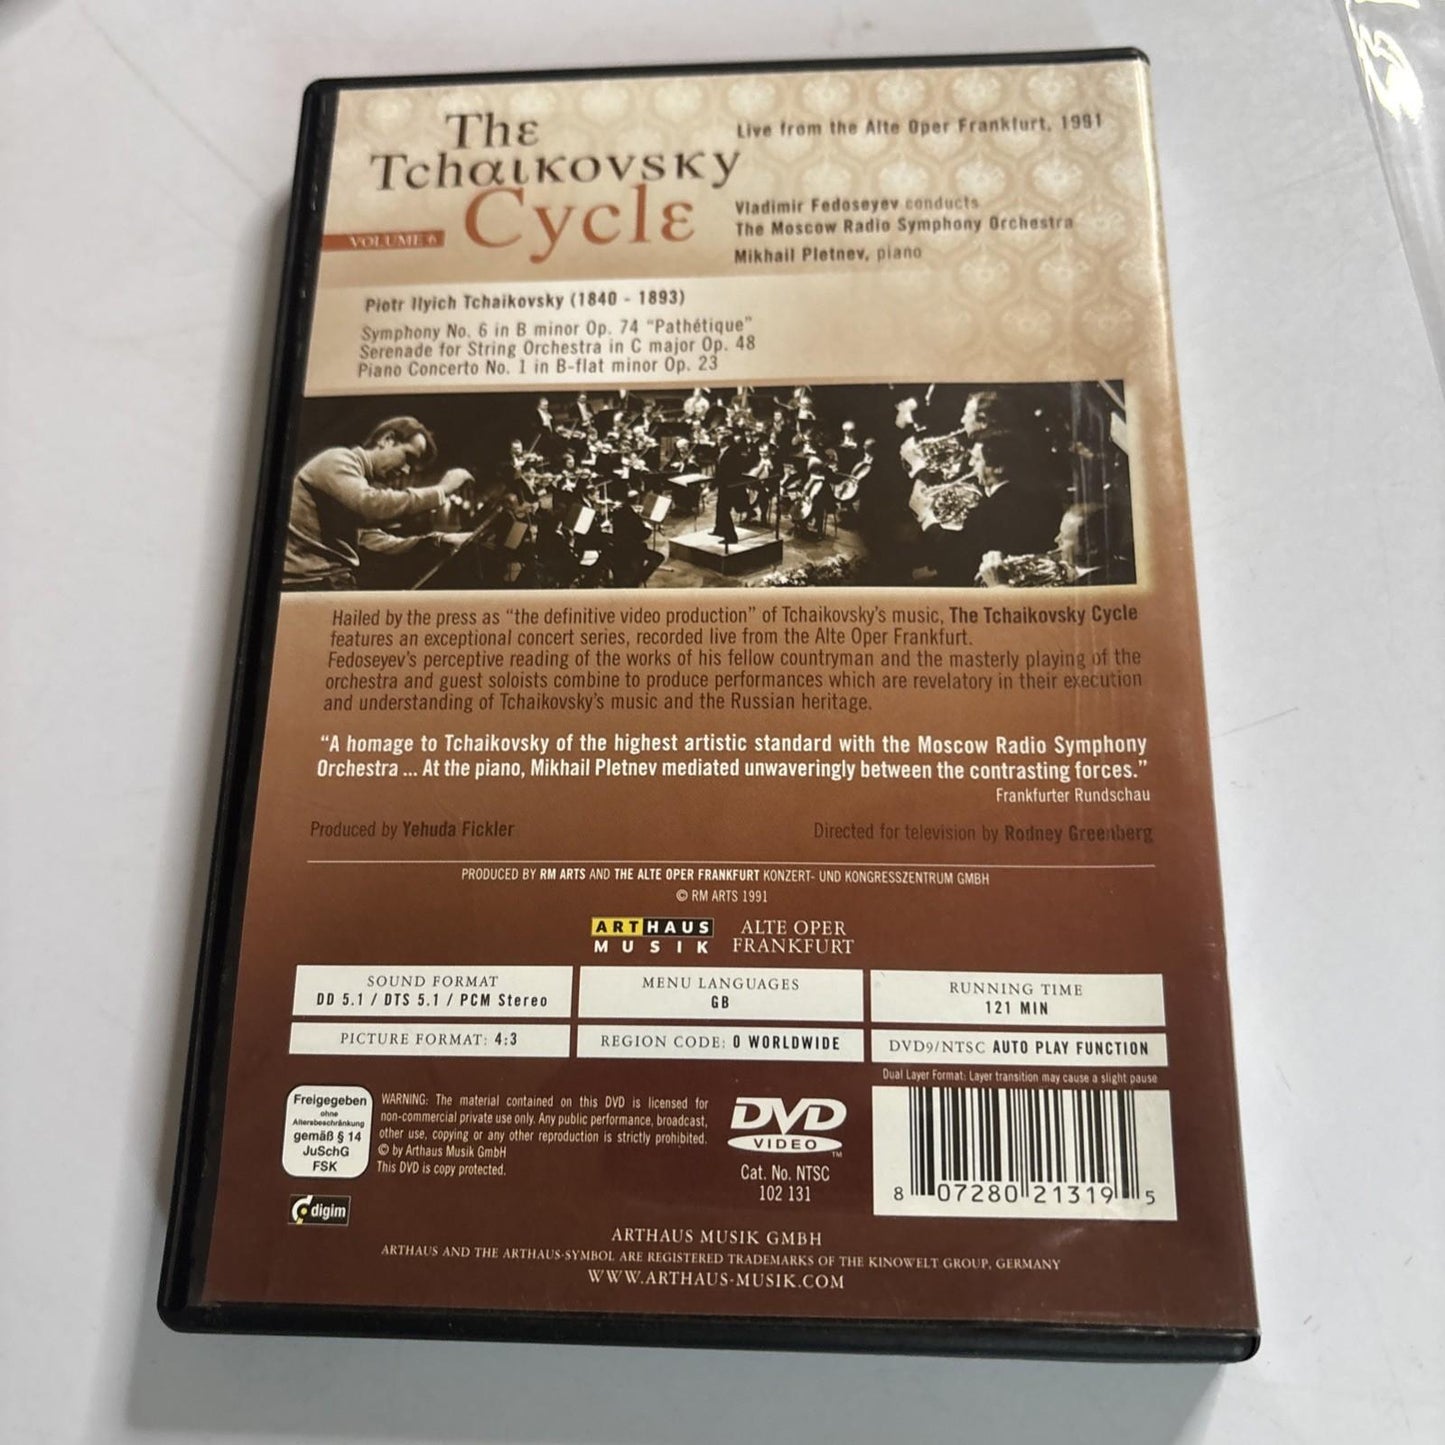 The
Tchaikovsky
Cycle
VOLUME 6
Live from the Alte Oper Frankfurt, 1991
Vladimir Fedoseyev conducts
The Moscow Radio Symphony Orchestra
Mikhail Pletnev, piano
Piotr Ilyich Tchaikovsky (1840 - 1893)
Symphony No. 6 in B minor Op. 74 “Pathétique”
Serenade for String Orchestra in C major Op. 48
Piano Concerto No. 1 in B-flat minor Op. 23
Hailed by the press as “the definitive video production” of Tchaikovsky’s music, The Tchaikovsky Cycle
features an exceptional concert series, recorded live from the Alte Oper Frankfurt.
Fedoseyev’s perceptive reading of the works of his fellow countryman and the masterly playing of the
orchestra and guest soloists combine to produce performances which are revelatory in their execution
and understanding of Tchaikovsky’s music and the Russian heritage.
“A homage to Tchaikovsky of the highest artistic standard with the Moscow Radio Symphony
Orchestra ... At the piano, Mikhail Pletnev mediated unwaveringly between the contrasting forces.”
Frankfurter Rundschau
Produced by Yehuda Fickler
Directed for television by Rodney Greenberg
PRODUCED BY RM ARTS AND THE ALTE OPER FRANKFURT KONZERT- UND KONGRESSZENTRUM GMBH
© RM ARTS 1991
ARTHAUS
MUSIK
ALTE OPER
FRANKFURT
SOUND FORMAT
DD 5.1 / DTS 5.1 / PCM Stereo
MENU LANGUAGES
GB
RUNNING TIME
121 MIN
PICTURE FORMAT: 4:3
REGION CODE: 0 WORLDWIDE
DVD9/NTSC AUTO PLAY FUNCTION
Dual Layer Format: Layer transition may cause a slight pause
Freigegeben
ohne
Altersbeschränkung
gemäß § 14
JuSchG
FSK
WARNING: The material contained on this DVD is licensed for
non-commercial private use only. Any public performance, broadcast,
other use, copying or any other reproduction is strictly prohibited.
© by Arthaus Musik GmbH
This DVD is copy protected.
DVD
VIDEO
TM
Cat. No. NTSC
102 131
8 07280 21319 5
digim
ARTHAUS MUSIK GMBH
ARTHAUS AND THE ARTHAUS-SYMBOL ARE REGISTERED TRADEMARKS OF THE KINOWELT GROUP, GERMANY
WWW.ARTHAUS-MUSIK.COM